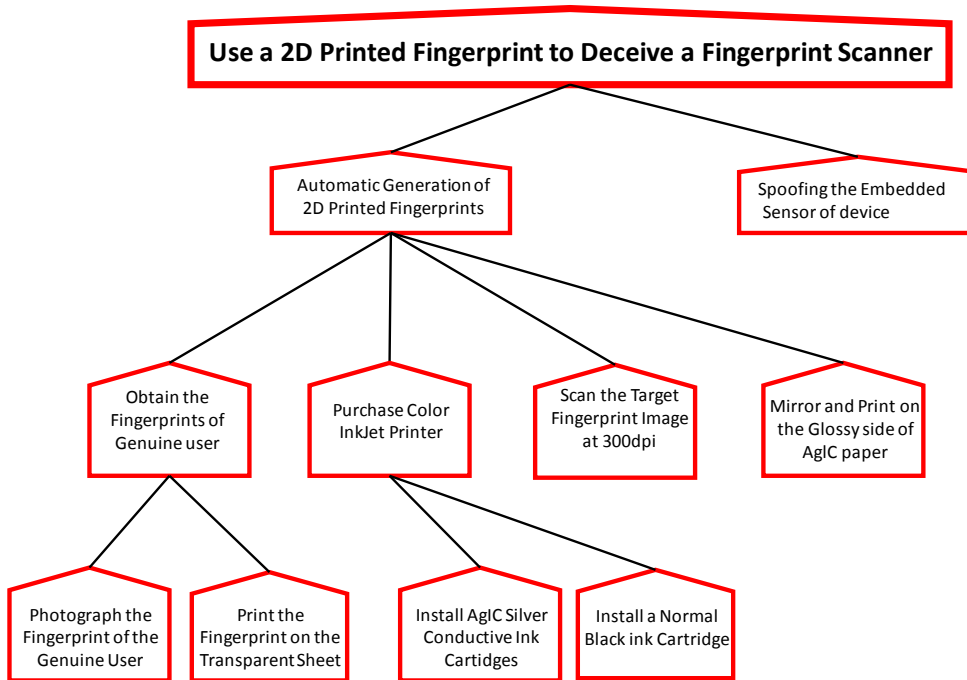 Use a 2D Printed Fingerprint to Deceive a Fingerprint Scanner
Automatic Generation of
2D Printed Fingerprints
Spoofing the Embedded
Sensor of device
Obtain the
Fingerprints of
Genuine user
Purchase Color
InkJet Printer
Scan the Target
Fingerprint Image
at 300dpi
Mirror and Print on
the Glossy side of
AgIC paper
Photograph the
Fingerprint of the
Genuine User
Print the
Fingerprint on the
Transparent Sheet
Install AgIC Silver
Conductive Ink
Cartidges
Install a Normal
Black ink Cartridge